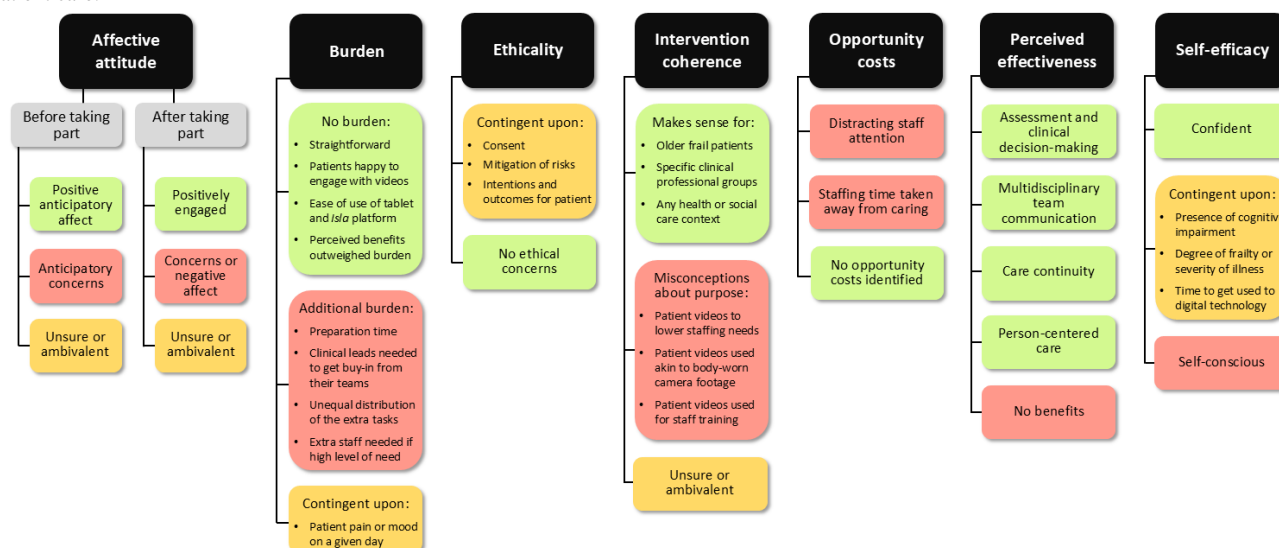 Affective
attitude
Before taking
part
After taking
part
Positive
anticipatory
affect
Positively
engaged
Anticipatory
concerns
Concerns or
negative
affect
Unsure or
ambivalent
Unsure or
ambivalent
Burden
No burden:
• Straightforward
• Patients happy to
engage with videos
• Ease of use of tablet
and Isla platform
• Perceived benefits
outweighed burden
Additional burden:
• Preparation time
• Clinical leads needed
to get buy-in from
their teams
• Unequal distribution
of the extra tasks
• Extra staff needed if
high level of need
Contingent upon:
• Patient pain or mood
on a given day
Ethicality
Contingent upon:
• Consent
• Mitigation of risks
• Intentions and
outcomes for patient
No ethical
concerns
Intervention
coherence
Makes sense for:
• Older frail patients
• Specific clinical
professional groups
• Any health or social
care context
Misconceptions
about purpose:
• Patient videos to
lower staffing needs
• Patient videos used
akin to body-worn
camera footage
• Patient videos used
for staff training
Unsure or
ambivalent
Opportunity
costs
Distracting staff
attention
Staffing time taken
away from caring
No opportunity
costs identified
Perceived
effectiveness
Assessment and
clinical
decision-making
Multidisciplinary
team
communication
Care continuity
Person-centered
care
No benefits
Self-efficacy
Confident
Contingent upon:
• Presence of cognitiv
impairment
• Degree of frailty or
severity of illness
• Time to get used to
digital technology
Self-conscious